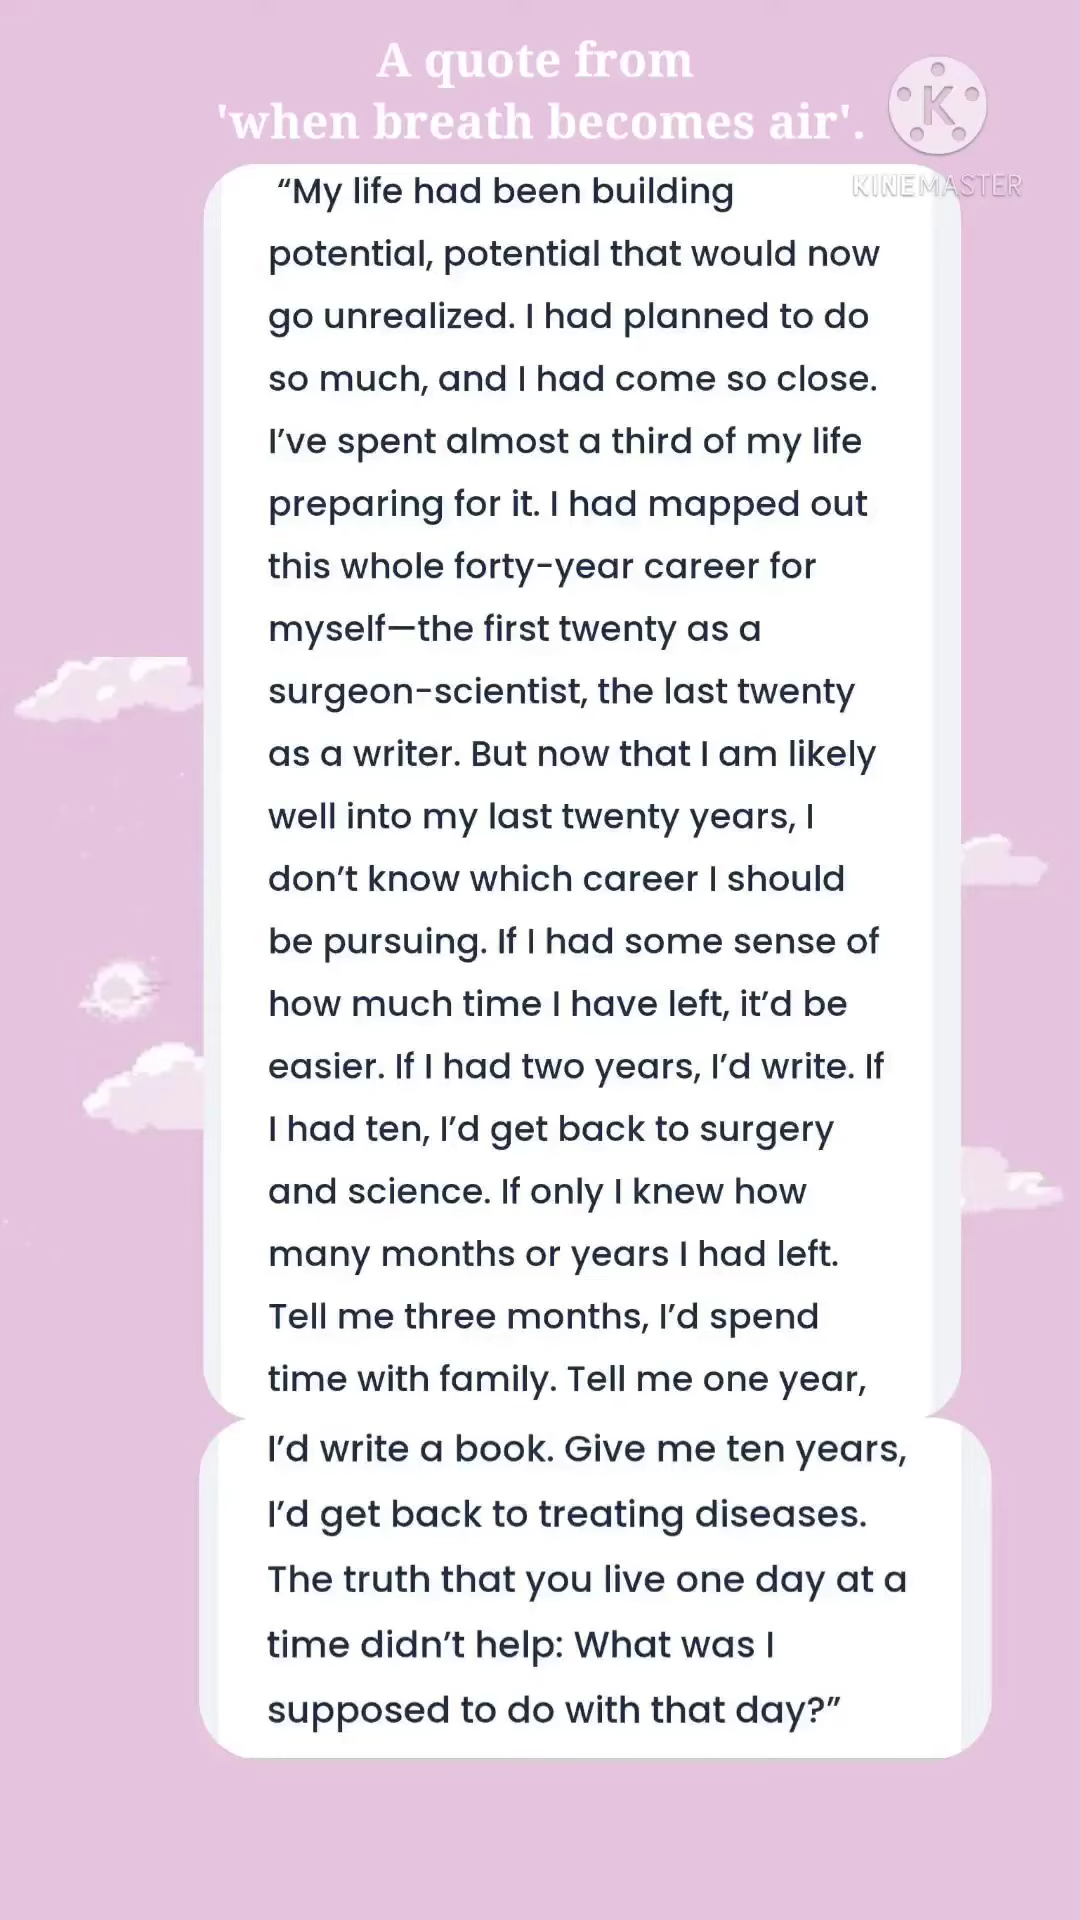 A quote from
'when breath becomes air'.
K
KINEMASTER
“My life had been building
potential, potential that would now
go unrealized. I had planned to do
so much, and I had come so close.
I’ve spent almost a third of my life
preparing for it. I had mapped out
this whole forty-year career for
myself—the first twenty as a
surgeon-scientist, the last twenty
as a writer. But now that I am likely
well into my last twenty years, I
don’t know which career I should
be pursuing. If I had some sense of
how much time I have left, it’d be
easier. If I had two years, I’d write. If
I had ten, I’d get back to surgery
and science. If only I knew how
many months or years I had left.
Tell me three months, I’d spend
time with family. Tell me one year,
I’d write a book. Give me ten years,
I’d get back to treating diseases.
The truth that you live one day at a
time didn’t help: What was I
supposed to do with that day?”